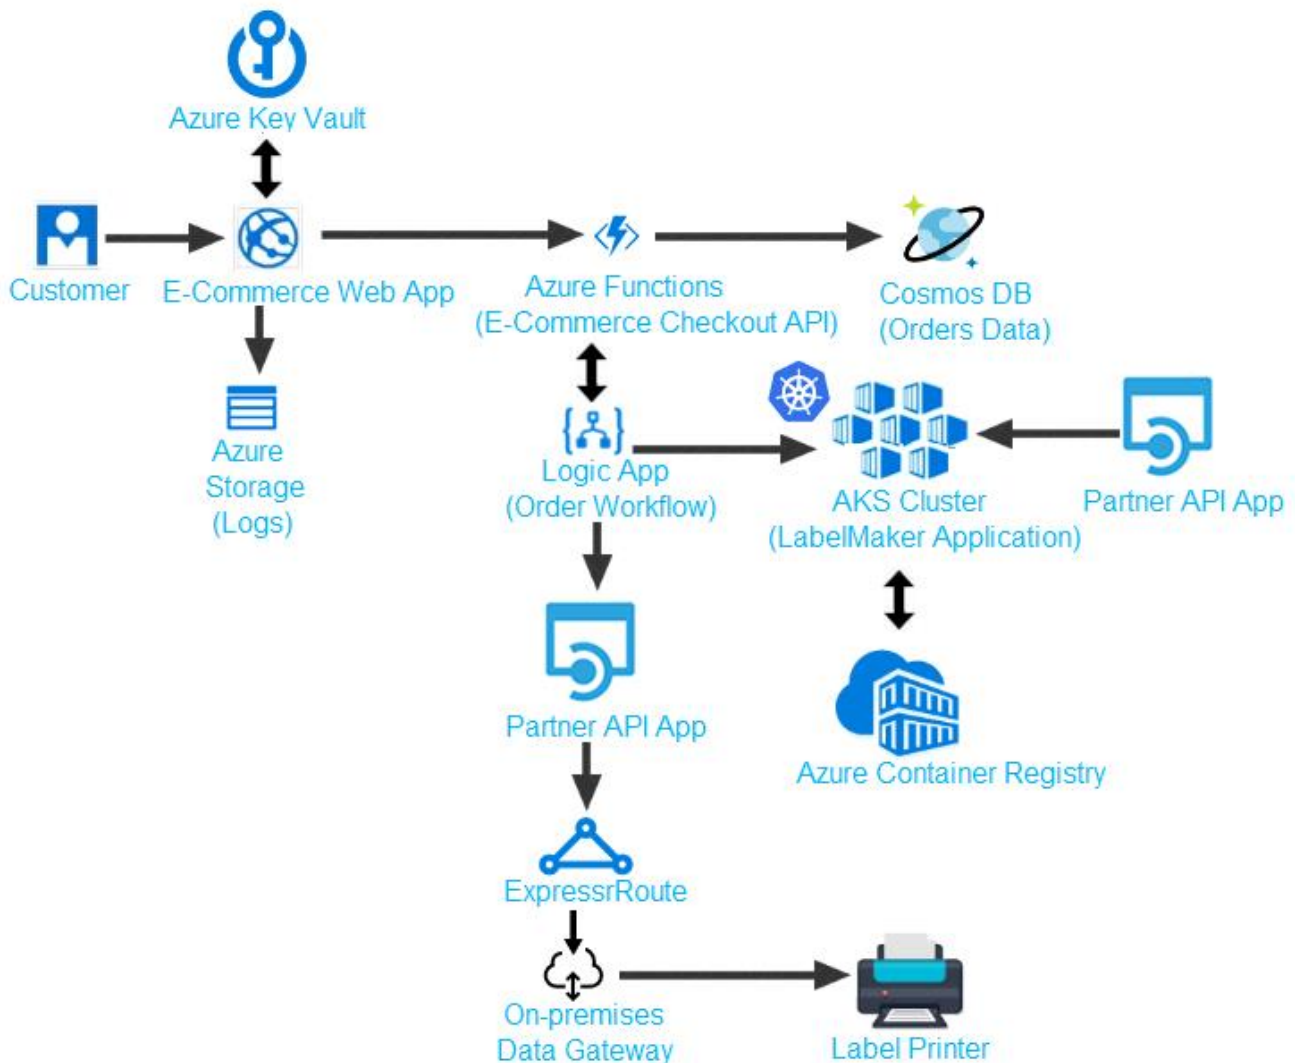 Azure Key Vault
Customer
E-Commerce Web App
Azure Functions
(E-Commerce Checkout API)
Cosmos DB
(Orders Data)
Azure
Storage
(Logs)
Logic App
(Order Workflow)
AKS Cluster
(LabelMaker Application)
Partner API App
Partner API App
Azure Container Registry
ExpressrRoute
On-premises
Data Gateway
Label Printer